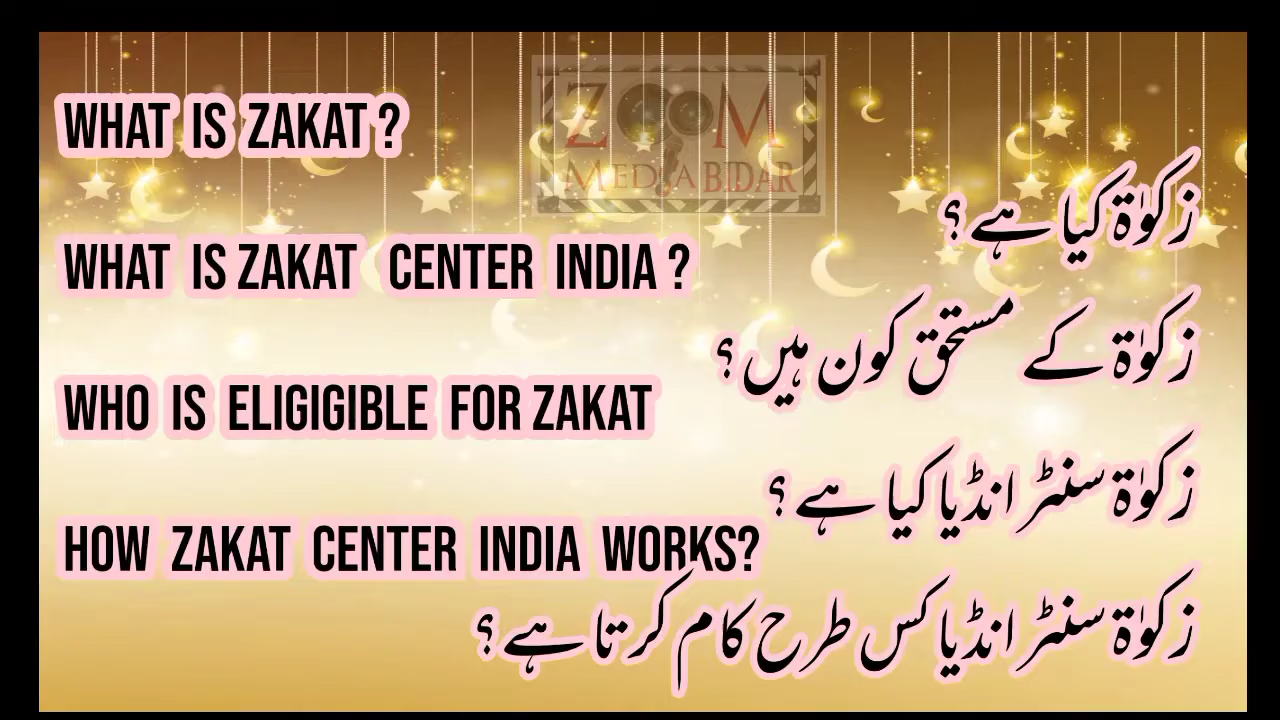 ZOOM
MEDIA BIDAR
WHAT IS ZAKAT ?
زکوٰۃ کیا ہے ؟
WHAT IS ZAKAT CENTER INDIA ?
زکوٰۃ کے مستحق کون ہیں ؟
WHO IS ELIGIGIBLE FOR ZAKAT
زکوٰۃ سنٹر انڈیا کیا ہے ؟
HOW ZAKAT CENTER INDIA WORKS?
زکوٰۃ سنٹر انڈیا کس طرح کام کرتا ہے ؟